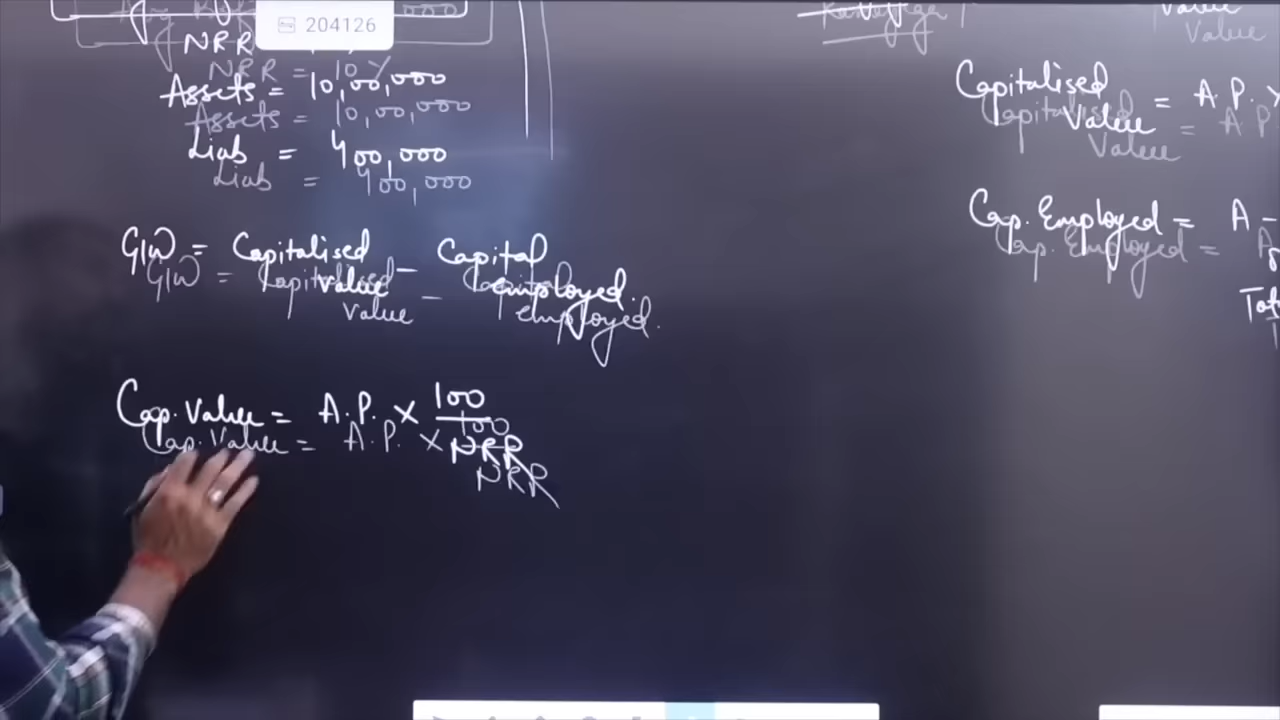 204126
NRR = 10 %
Assets = 10,00,000
Liab = 400,000
G/W = Capitalised Value - Capital employed.
Cap. Value = A.P. × 100
NRR
Value
Capitalised
Value = A.P. ×
Cap. Employed = A -